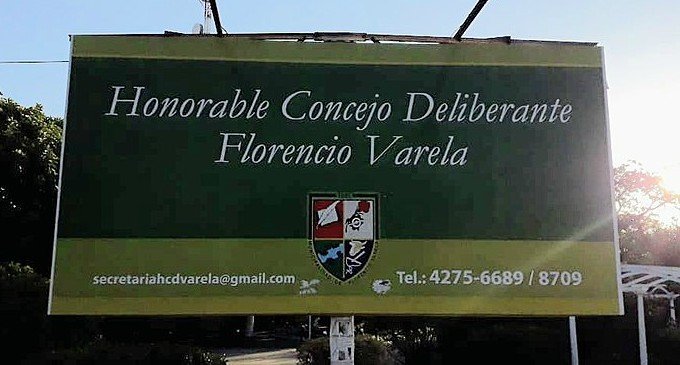 Honorable Concejo Deliberante
Florencio Varela
secretariahcdvarela@gmail.com
Tel.: 4275-6689 / 8709